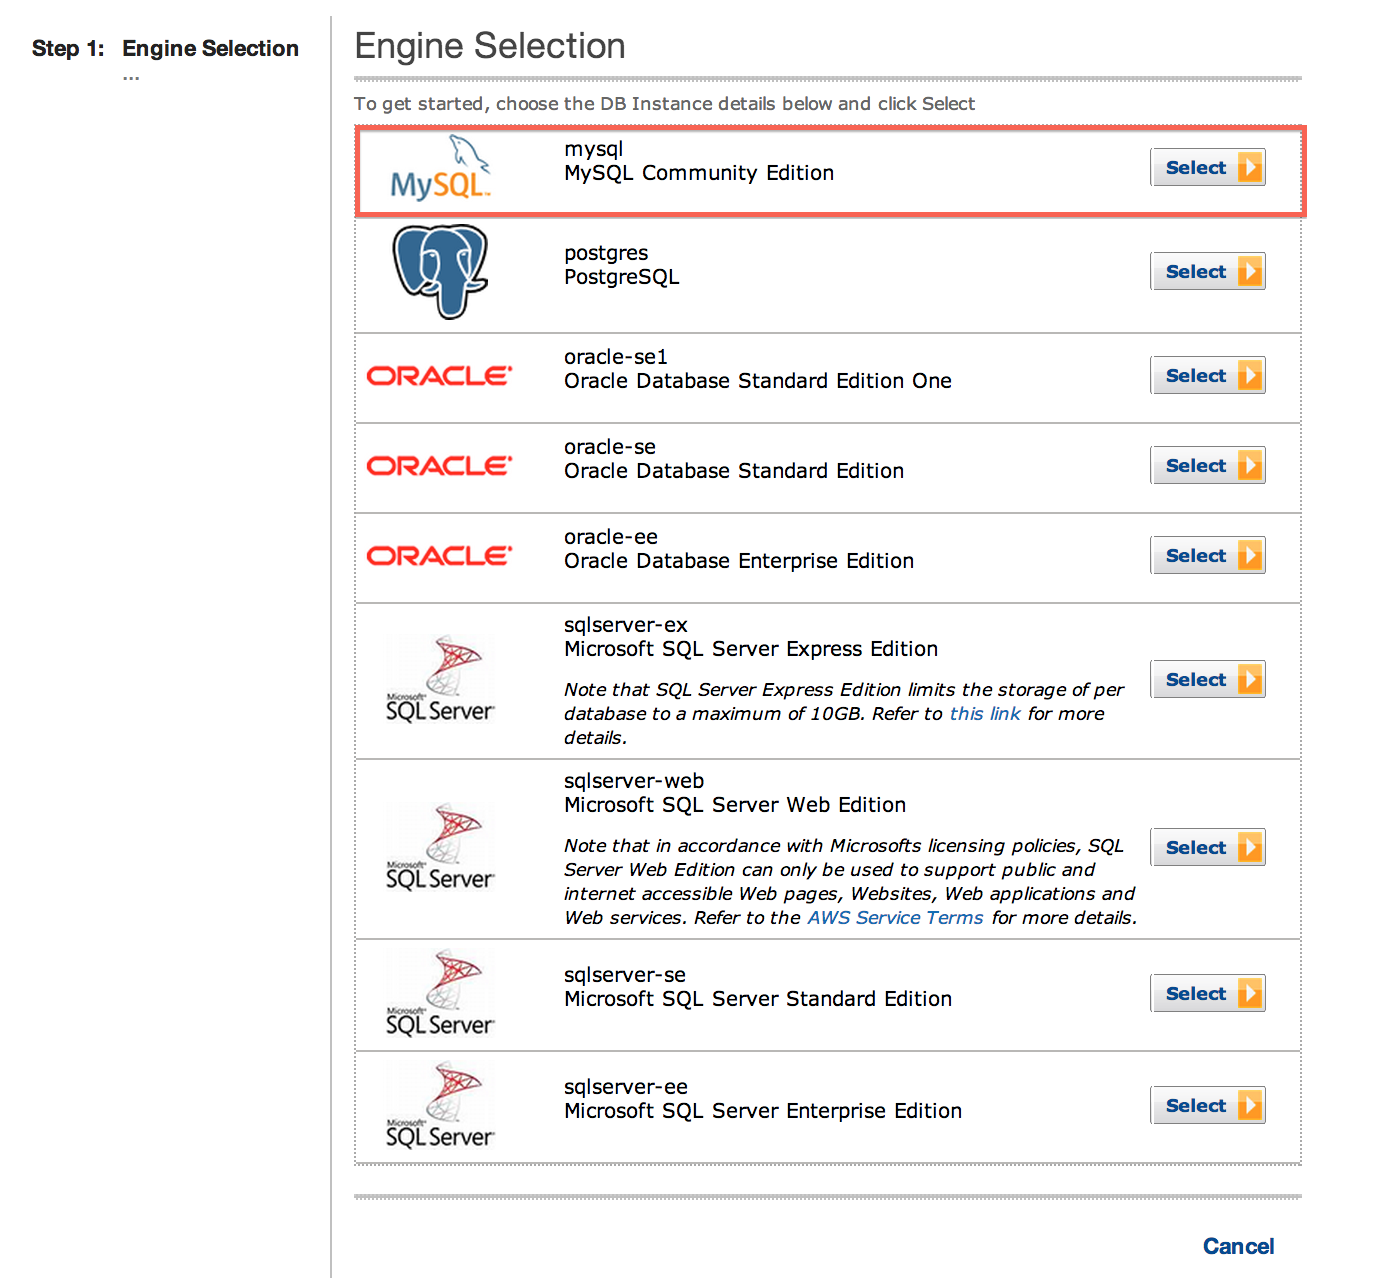 Step 1: Engine Selection
...
Engine Selection
To get started, choose the DB Instance details below and click Select
MySQL™
mysql
MySQL Community Edition
Select
postgres
PostgreSQL
Select
ORACLE®
oracle-se1
Oracle Database Standard Edition One
Select
ORACLE®
oracle-se
Oracle Database Standard Edition
Select
ORACLE®
oracle-ee
Oracle Database Enterprise Edition
Select
Microsoft®
SQL Server®
sqlserver-ex
Microsoft SQL Server Express Edition
Note that SQL Server Express Edition limits the storage of per
database to a maximum of 10GB. Refer to this link for more
details.
Select
Microsoft®
SQL Server®
sqlserver-web
Microsoft SQL Server Web Edition
Note that in accordance with Microsofts licensing policies, SQL
Server Web Edition can only be used to support public and
internet accessible Web pages, Websites, Web applications and
Web services. Refer to the AWS Service Terms for more details.
Select
Microsoft®
SQL Server®
sqlserver-se
Microsoft SQL Server Standard Edition
Select
Microsoft®
SQL Server®
sqlserver-ee
Microsoft SQL Server Enterprise Edition
Select
Cancel